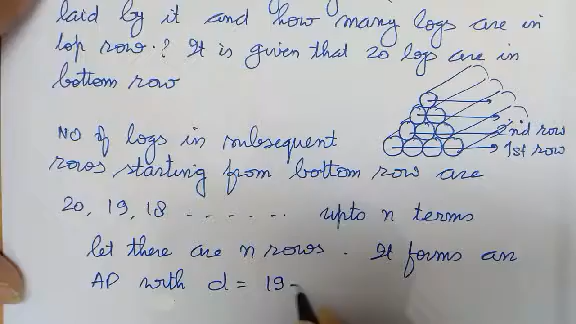 laid by it and how many logs are in
top row.? It is given that 20 logs are in
bottom row
2nd row
1st row
NO of logs in subsequent
rows starting from bottom row are
20, 19, 18 ....... upto n terms
let there are n rows. It forms an
AP with d = 19-